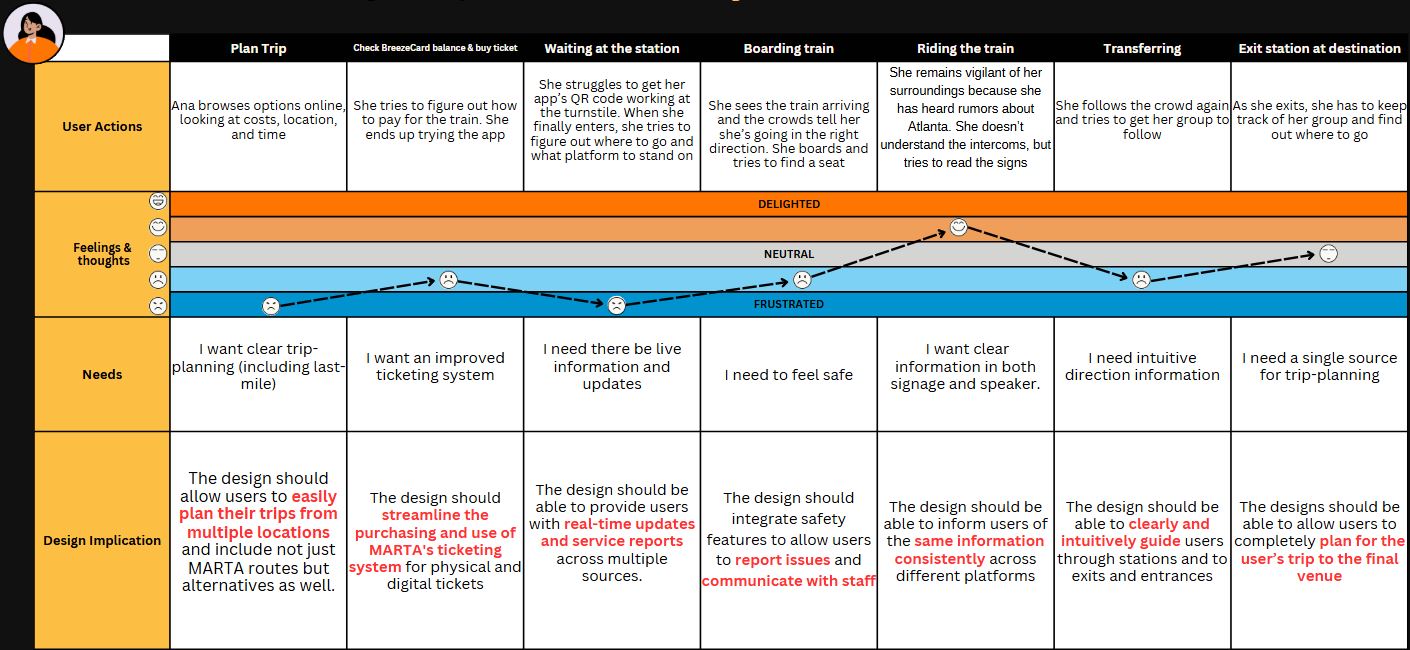 Plan Trip
Check BreezeCard balance & buy ticket
Waiting at the station
Boarding train
Riding the train
Transferring
Exit station at destination
User Actions
Ana browses options online,
looking at costs, location,
and time
She tries to figure out how
to pay for the train. She
ends up trying the app
She struggles to get her
app's QR code working at
the turnstile. When she
finally enters, she tries to
figure out where to go and
what platform to stand on
She sees the train arriving
and the crowds tell her
she's going in the right
direction. She boards and
tries to find a seat
She remains vigilant of her
surroundings because she
has heard rumors about
Atlanta. She doesn't
understand the intercoms, but
tries to read the signs
She follows the crowd again
and tries to get her group to
follow
As she exits, she has to keep
track of her group and find
out where to go
Feelings &
thoughts
DELIGHTED
NEUTRAL
FRUSTRATED
Needs
I want clear trip-
planning (including last-
mile)
I want an improved
ticketing system
I need there be live
information and
updates
I need to feel safe
I want clear
information in both
signage and speaker.
I need intuitive
direction information
I need a single source
for trip-planning
Design Implication
The design should
allow users to easily
plan their trips from
multiple locations
and include not just
MARTA routes but
alternatives as well.
The design should
streamline the
purchasing and use of
MARTA's ticketing
system for physical and
digital tickets
The design should be
able to provide users
with real-time updates
and service reports
across multiple
sources.
The design should
integrate safety
features to allow users
to report issues and
communicate with staff
The design should be
able to inform users of
the same information
consistently across
different platforms
The design should be
able to clearly and
intuitively guide users
through stations and to
exits and entrances
The designs should be
able to allow users to
completely plan for the
user's trip to the final
venue